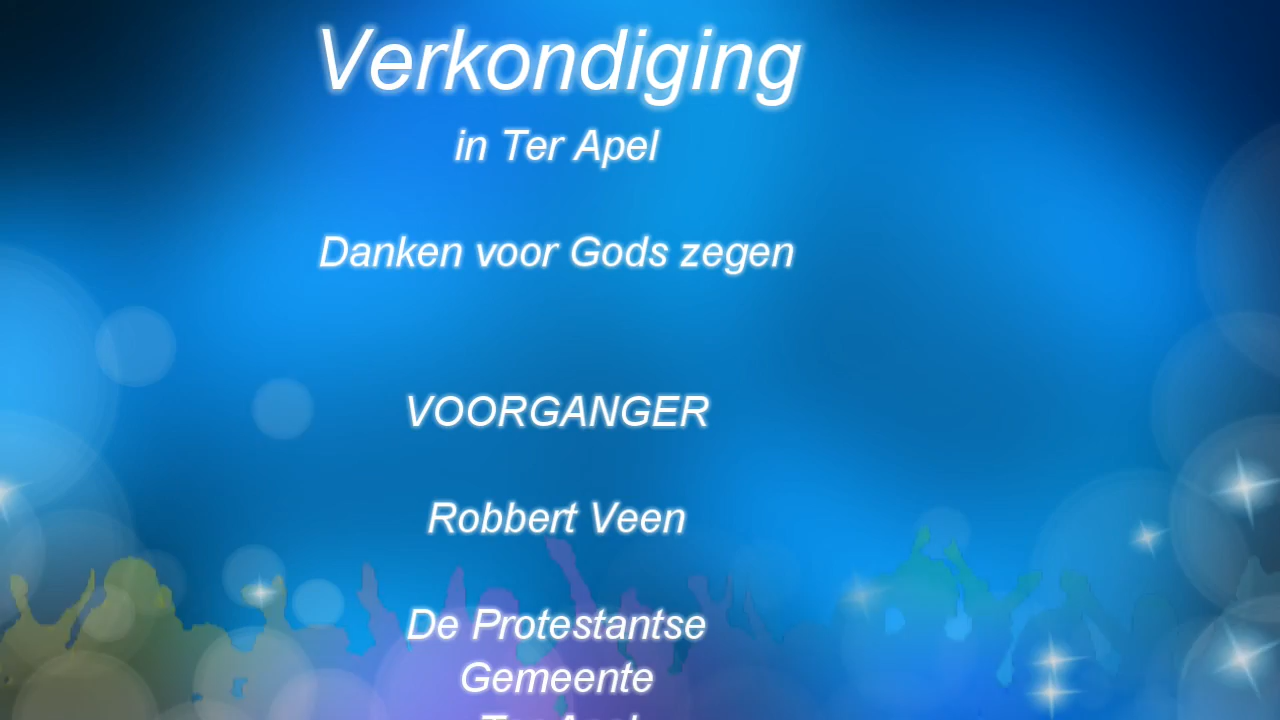 Verkondiging
in Ter Apel
Danken voor Gods zegen
VOORGANGER
Robbert Veen
De Protestantse
Gemeente